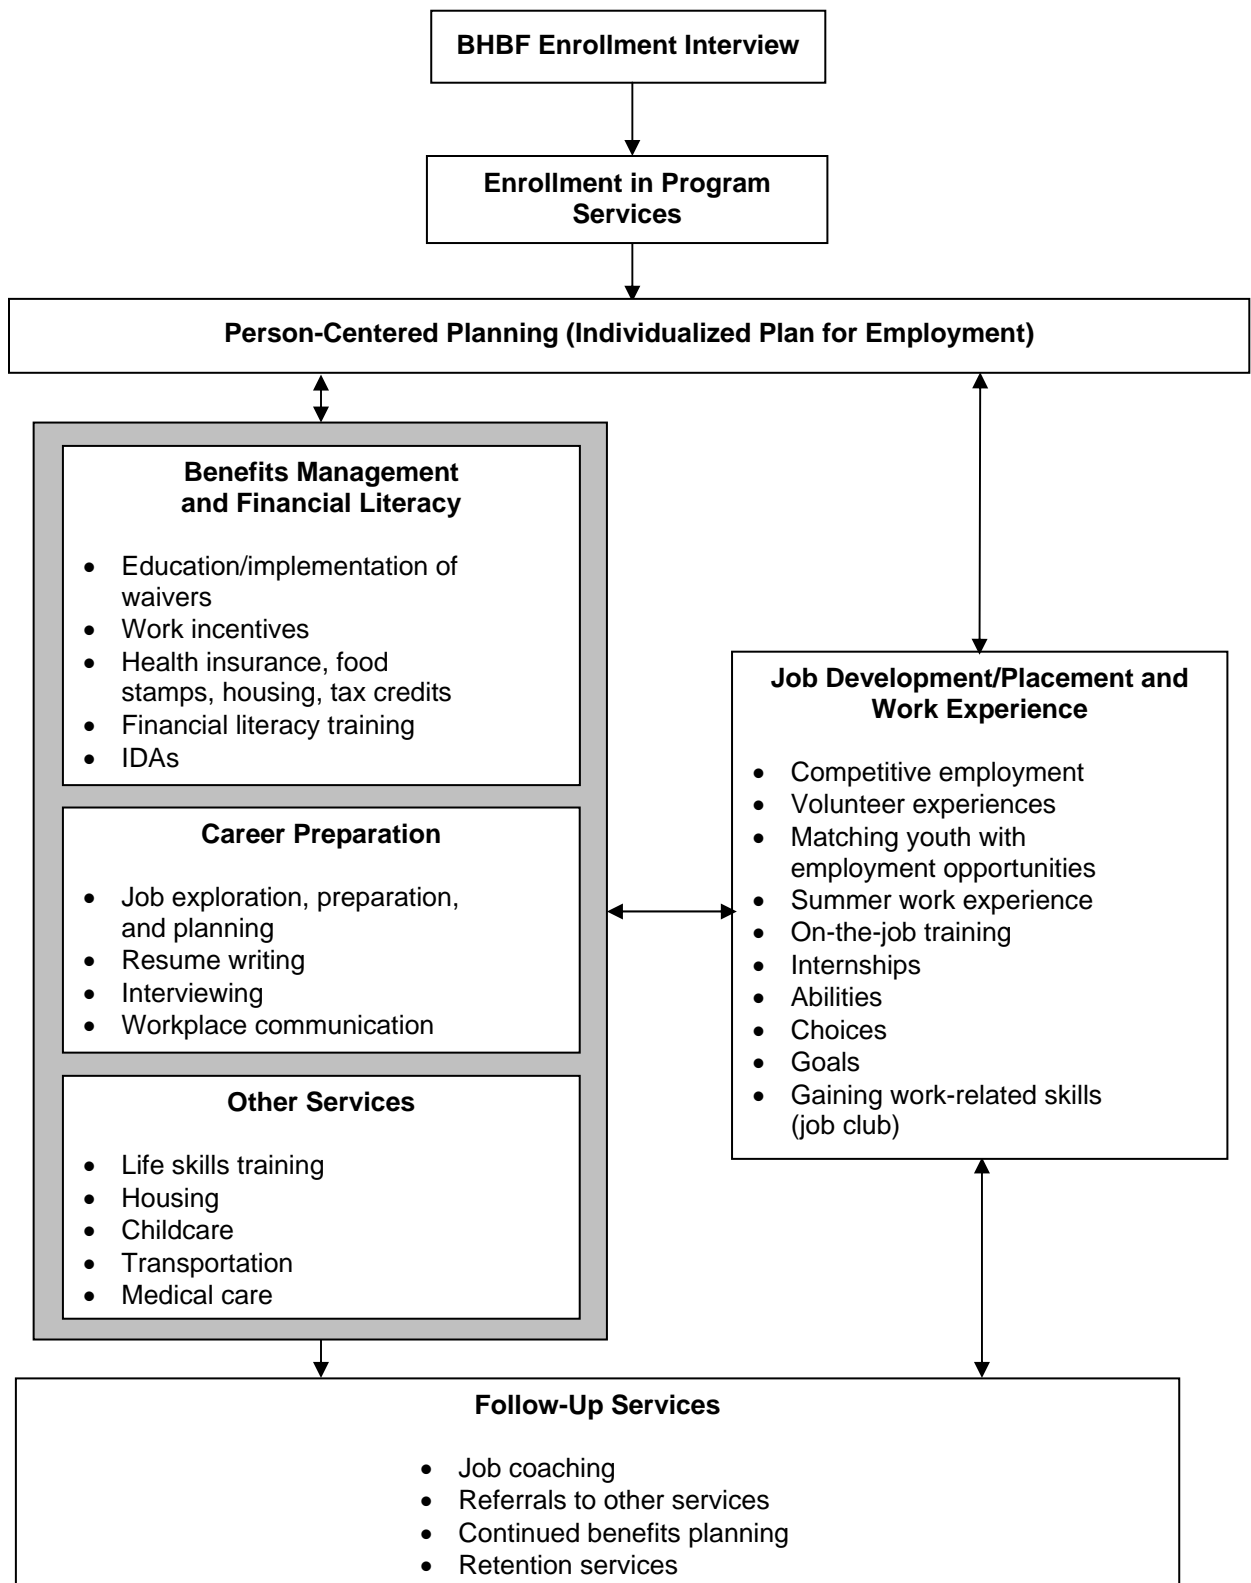 BHBF Enrollment Interview
Enrollment in Program
Services
Person-Centered Planning (Individualized Plan for Employment)
Benefits Management
and Financial Literacy
• Education/implementation of
waivers
• Work incentives
• Health insurance, food
stamps, housing, tax credits
• Financial literacy training
• IDAs
Career Preparation
• Job exploration, preparation,
and planning
• Resume writing
• Interviewing
• Workplace communication
Other Services
• Life skills training
• Housing
• Childcare
• Transportation
• Medical care
Job Development/Placement and
Work Experience
• Competitive employment
• Volunteer experiences
• Matching youth with
employment opportunities
• Summer work experience
• On-the-job training
• Internships
• Abilities
• Choices
• Goals
• Gaining work-related skills
(job club)
Follow-Up Services
• Job coaching
• Referrals to other services
• Continued benefits planning
• Retention services